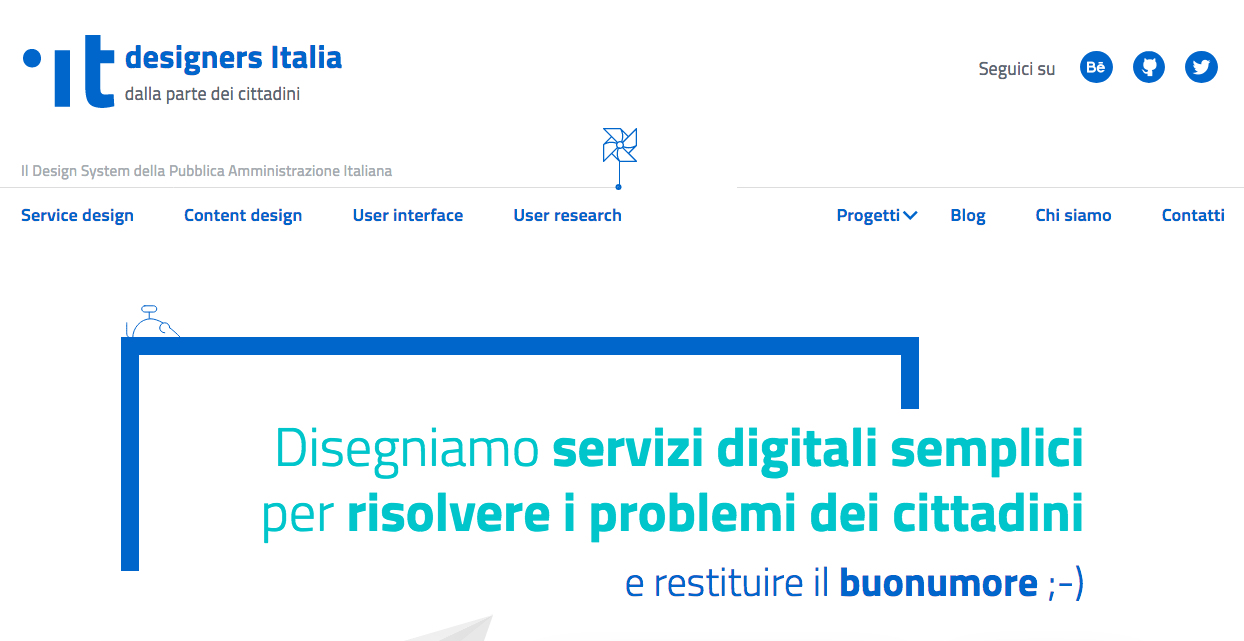 designers Italia
dalla parte dei cittadini
Seguici su
Bē
Il Design System della Pubblica Amministrazione Italiana
Service design Content design User interface User research Progetti Blog Chi siamo Contatti
Disegniamo servizi digitali semplici
per risolvere i problemi dei cittadini
e restituire il buonumore ;-)